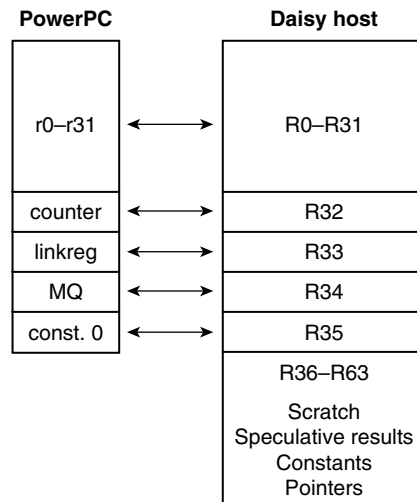 PowerPC
Daisy host
r0–r31
R0–R31
counter
R32
linkreg
R33
MQ
R34
const. 0
R35
R36–R63
Scratch
Speculative results
Constants
Pointers